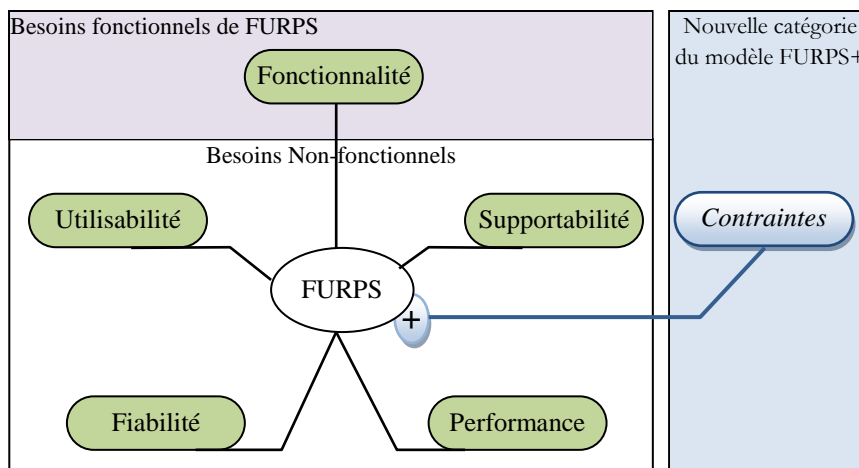 Besoins fonctionnels de FURPS
Fonctionnalité
Besoins Non-fonctionnels
Utilisabilité
Supportabilité
FURPS
+
Fiabilité
Performance
Nouvelle catégorie
du modèle FURPS+
Contraintes